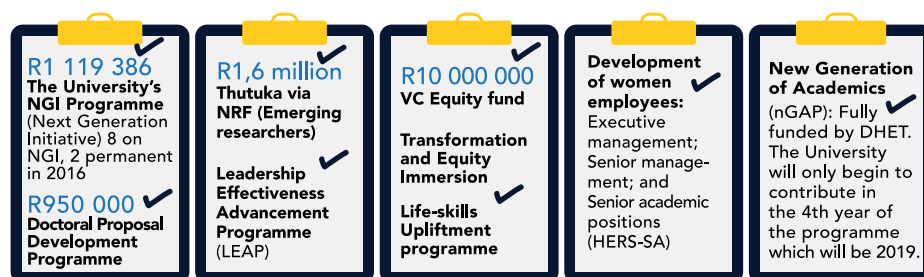 R1 119 386
The University's
NGI Programme
(Next Generation
Initiative) 8 on
NGI, 2 permanent
in 2016
R950 000
Doctoral Proposal
Development
Programme
R1,6 million
Thutuka via
NRF (Emerging
researchers)
Leadership
Effectiveness
Advancement
Programme
(LEAP)
R10 000 000
VC Equity fund
Transformation
and Equity
Immersion
Life-skills
Upliftment
programme
Development
of women
employees:
Executive
management;
Senior manage-
ment; and
Senior academic
positions
(HERS-SA)
New Generation
of Academics
(nGAP): Fully
funded by DHET.
The University
will only begin to
contribute in
the 4th year of
the programme
which will be 2019.